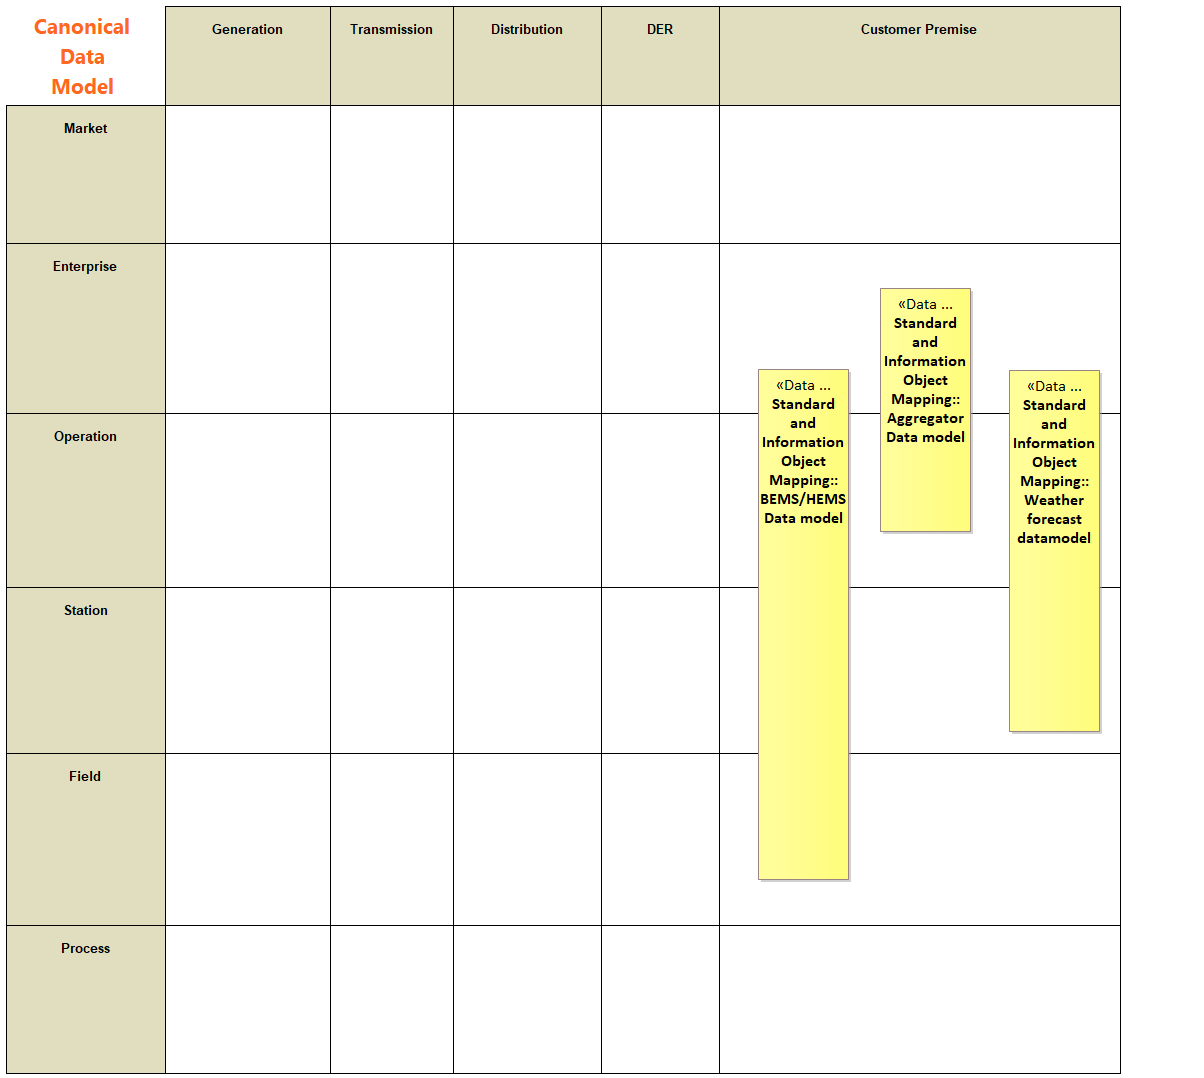 Canonical
Data
Model
Generation
Transmission
Distribution
DER
Customer Premise
Market
Enterprise
«Data ...
Standard
and
Information
Object
Mapping::
Aggregator
Data model
«Data ...
Standard
and
Information
Object
Mapping::
BEMS/HEMS
Data model
«Data ...
Standard
and
Information
Object
Mapping::
Weather
forecast
datamodel
Operation
Station
Field
Process